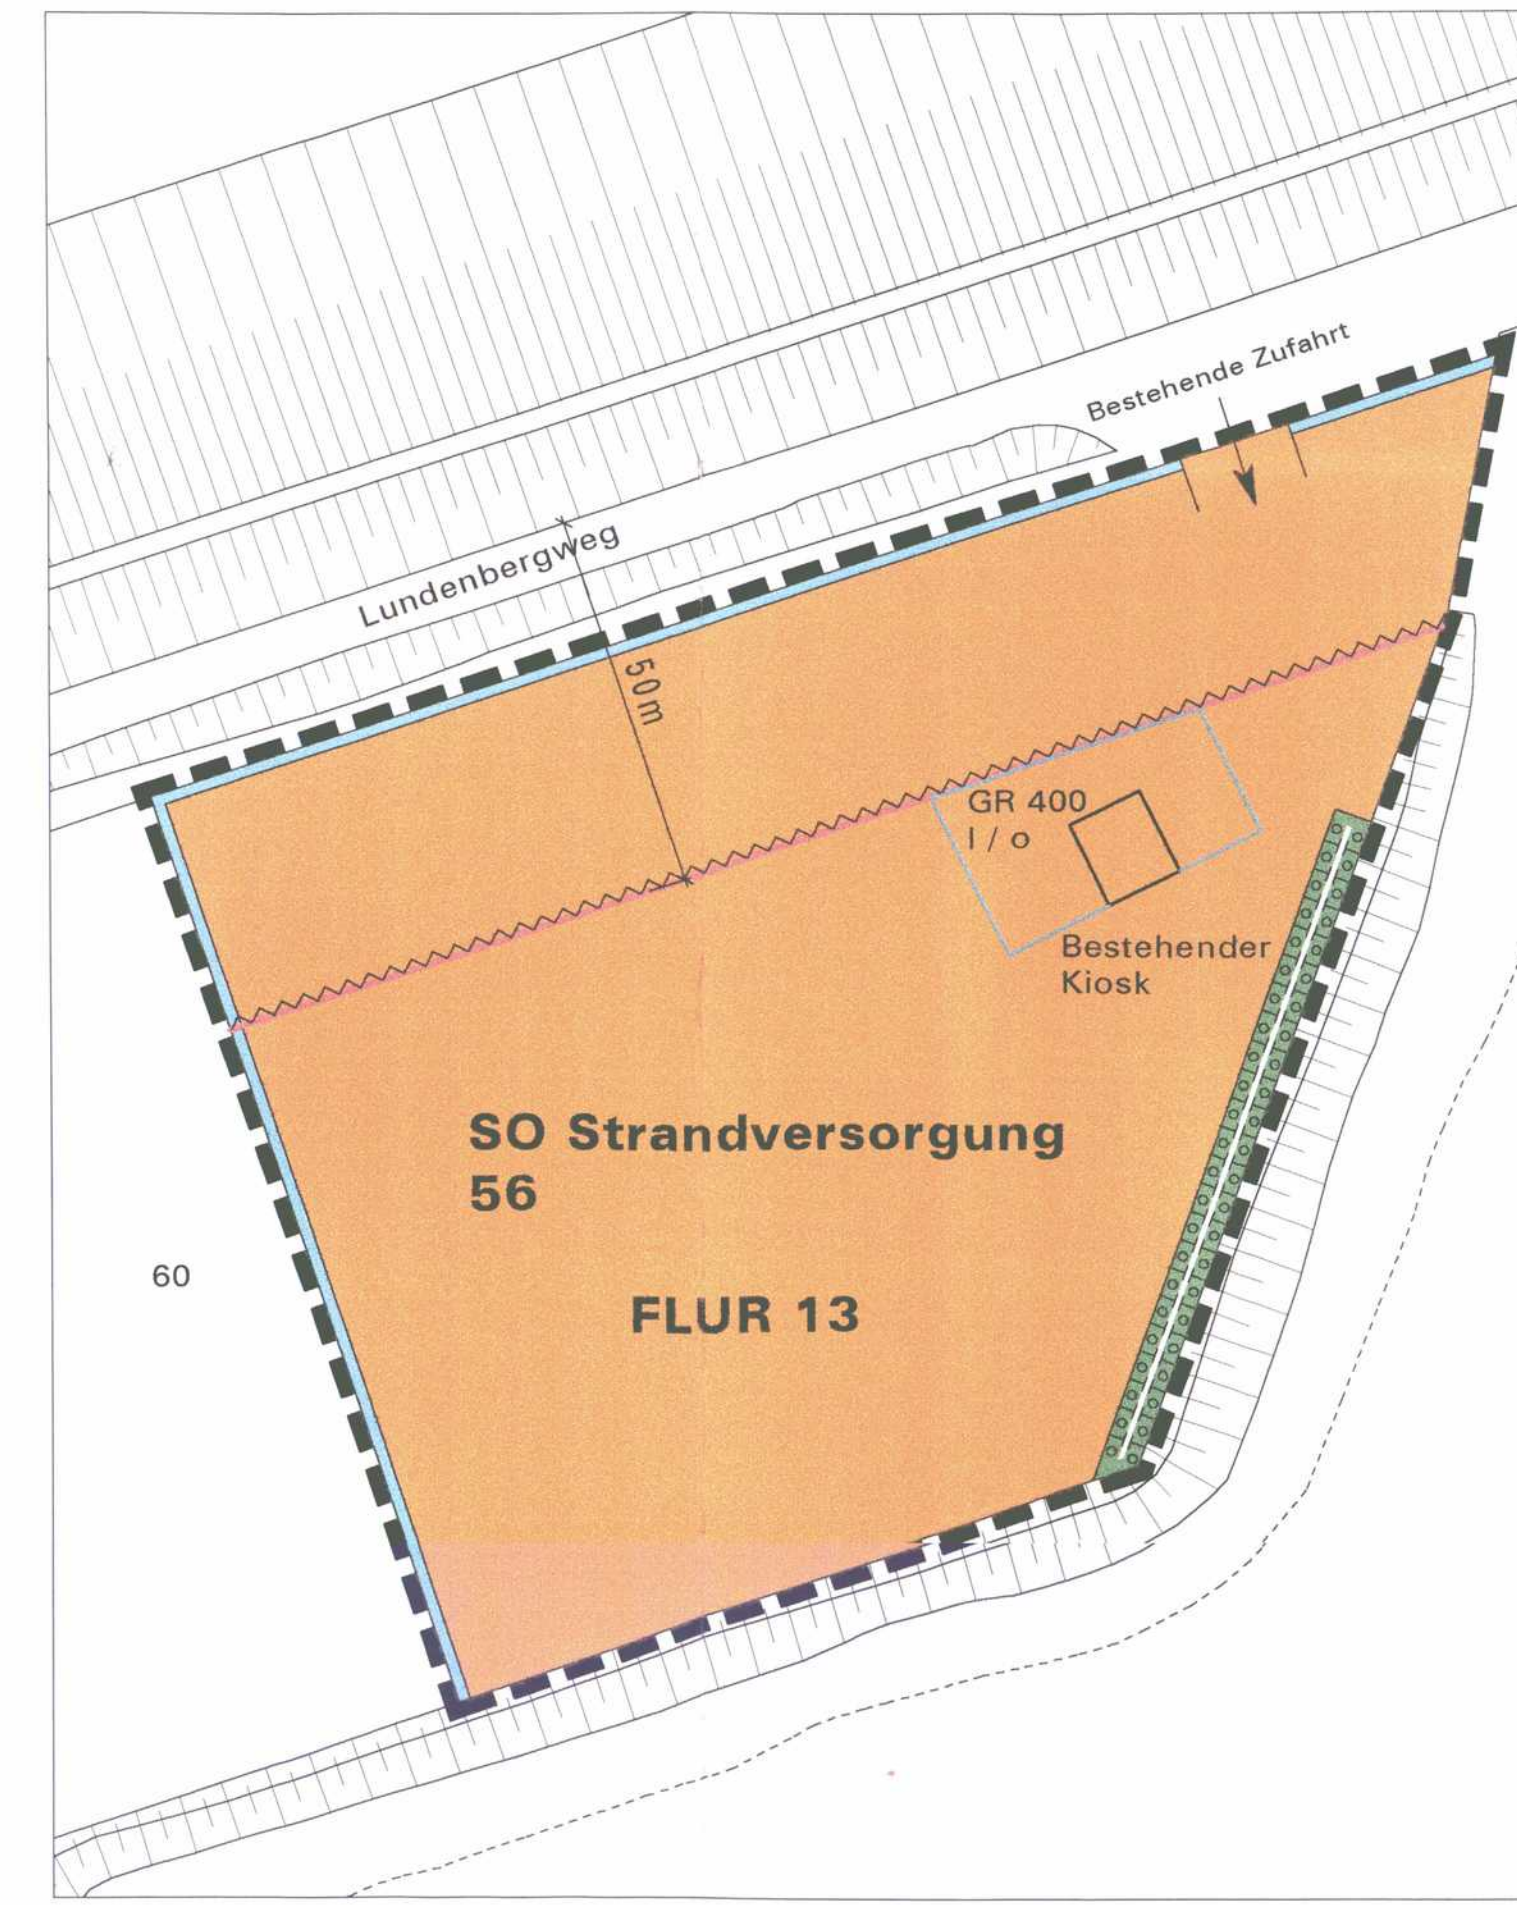 Bestehende Zufahrt
Lundenbergweg
50m
GR 400
I / o
Bestehender
Kiosk
SO Strandversorgung
56
60
FLUR 13